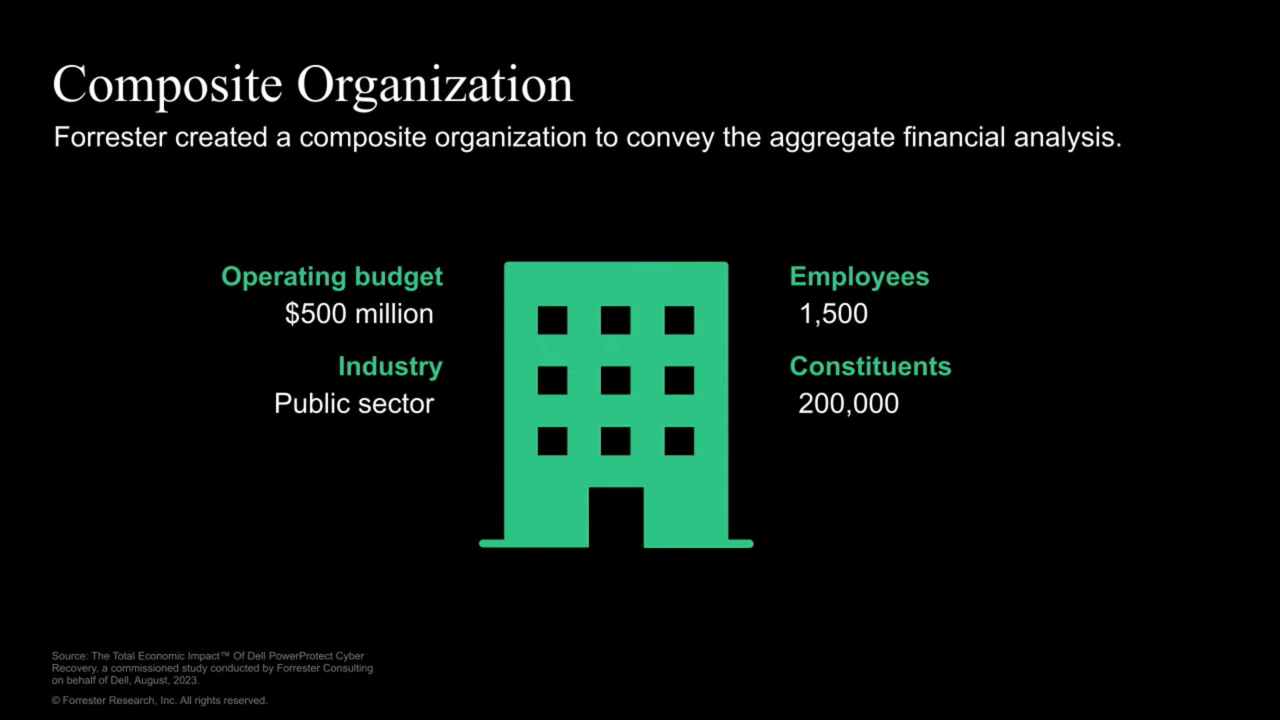 Composite Organization
Forrester created a composite organization to convey the aggregate financial analysis.
Operating budget
$500 million
Industry
Public sector
Employees
1,500
Constituents
200,000
Source: The Total Economic Impact™ Of Dell PowerProtect Cyber
Recovery, a commissioned study conducted by Forrester Consulting
on behalf of Dell, August, 2023.
© Forrester Research, Inc. All rights reserved.